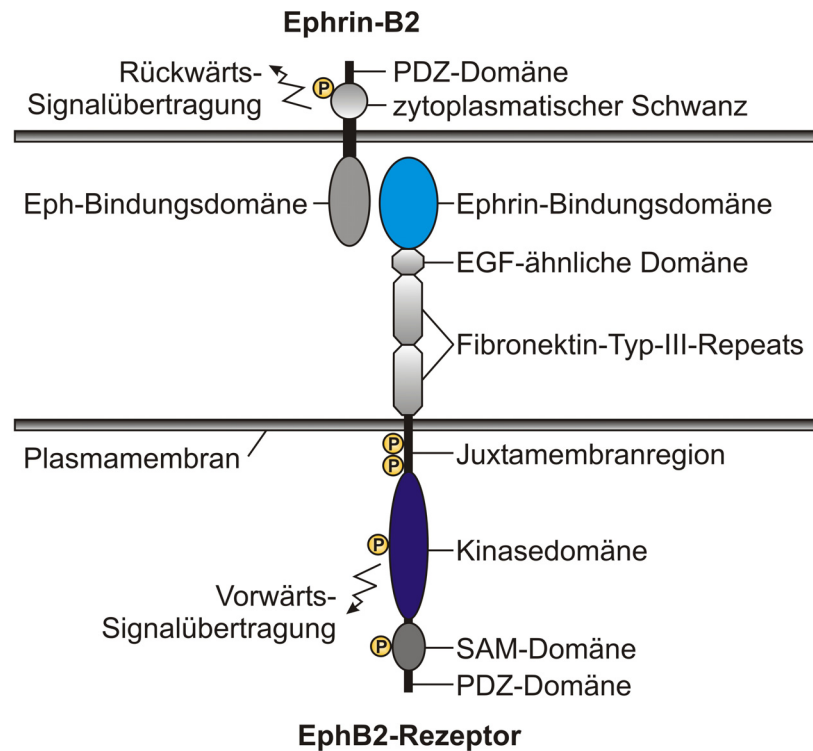 Ephrin-B2
Rückwärts-
Signalübertragung
P
PDZ-Domäne
zytoplasmatischer Schwanz
Eph-Bindungsdomäne
Ephrin-Bindungsdomäne
EGF-ähnliche Domäne
Fibronektin-Typ-III-Repeats
Plasmamembran
P
P
Juxtamembranregion
P
Kinasedomäne
Vorwärts-
Signalübertragung
P
SAM-Domäne
PDZ-Domäne
EphB2-Rezeptor